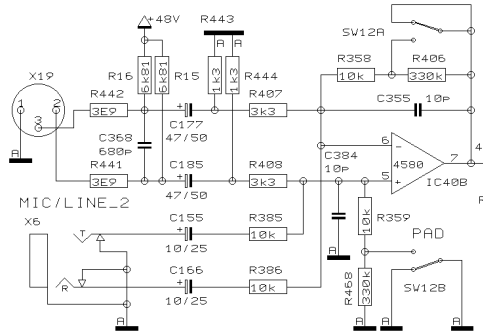 +48V
R443
A
A
SW12A
X19
R16
6k81
6k81
R15
1k3
1k3
R444
R358
10k
R406
330k
1
2
3
R442
3E9
C177
47/50
R407
3k3
C355
10p
A
C368
680p
R441
3E9
C185
47/50
R408
3k3
C384
10p
6
5
4580
7
IC40B
4
MIC/LINE_2
X6
T
C155
10/25
R385
10k
10k
R359
PAD
A
R
C166
10/25
R386
10k
R468
330k
SW12B
A
A
A
A